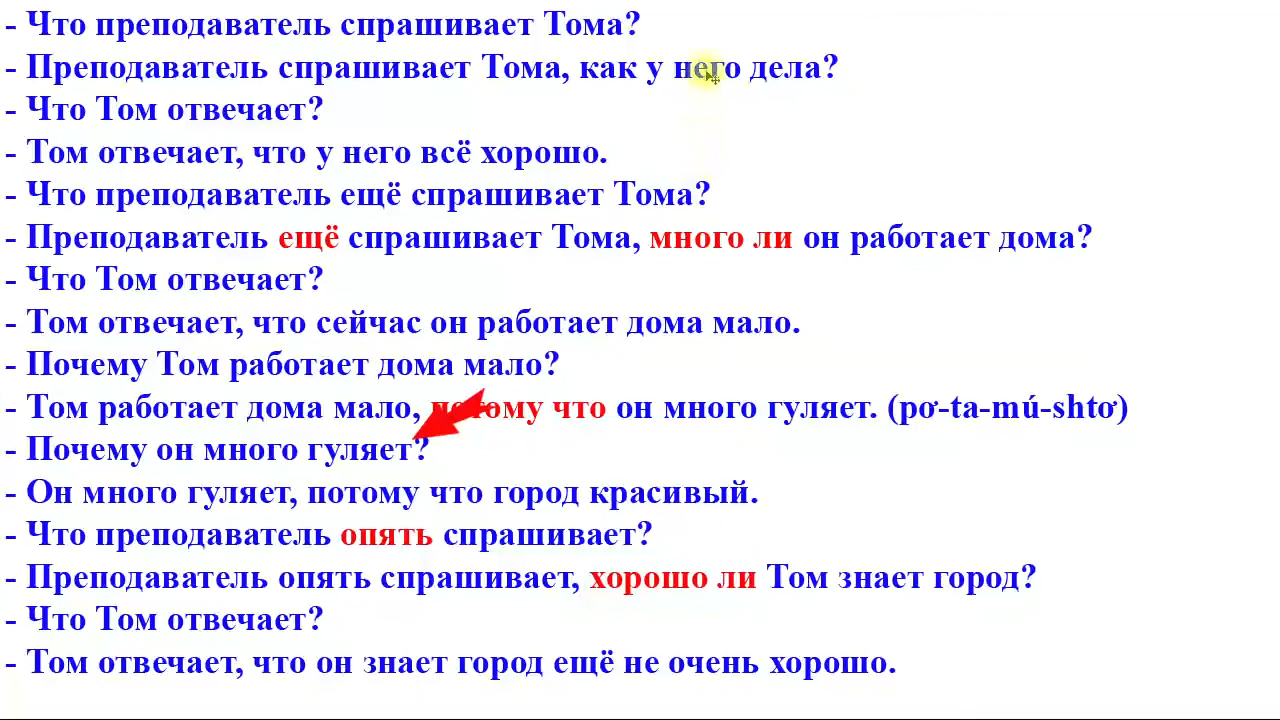 - Что преподаватель спрашивает Тома?
- Преподаватель спрашивает Тома, как у него дела?
- Что Том отвечает?
- Том отвечает, что у него всё хорошо.
- Что преподаватель ещё спрашивает Тома?
- Преподаватель ещё спрашивает Тома, много ли он работает дома?
- Что Том отвечает?
- Том отвечает, что сейчас он работает дома мало.
- Почему Том работает дома мало?
- Том работает дома мало, потому что он много гуляет. (pơ-ta-mú-shtơ)
- Почему он много гуляет?
- Он много гуляет, потому что город красивый.
- Что преподаватель опять спрашивает?
- Преподаватель опять спрашивает, хорошо ли Том знает город?
- Что Том отвечает?
- Том отвечает, что он знает город ещё не очень хорошо.